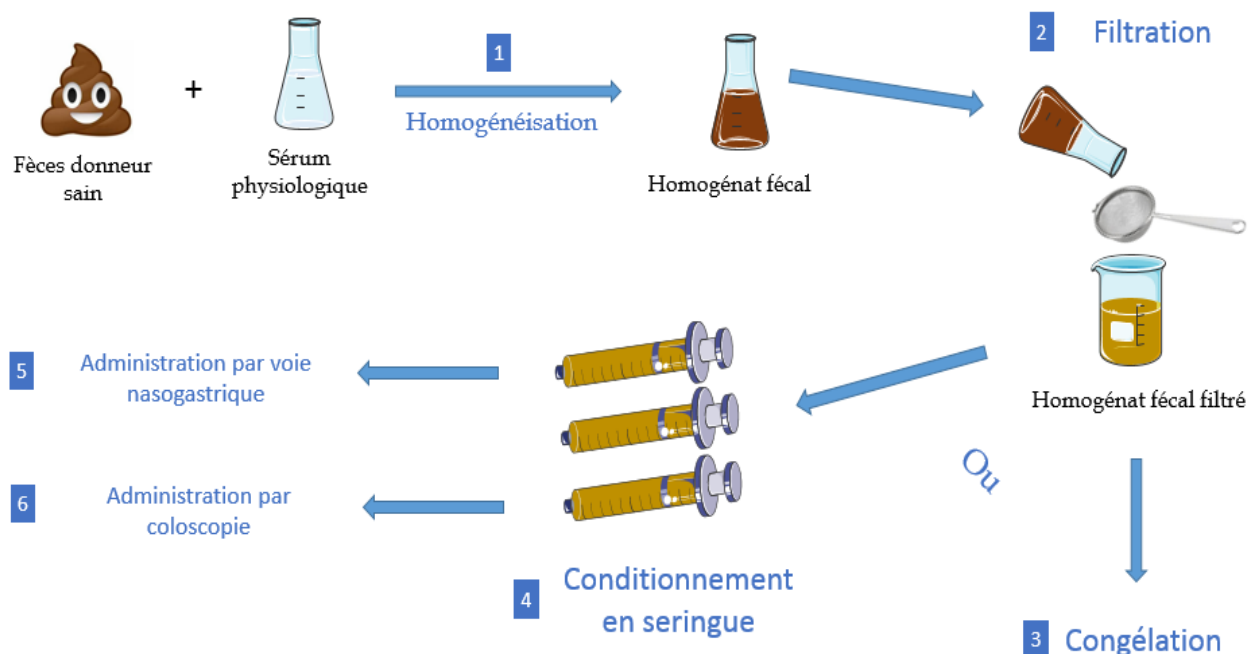 1
2 Filtration
+
Homogénéisation
Fèces donneur
sain
Sérum
physiologique
Homogénat fécal
5 Administration par voie
nasogastrique
Homogénat fécal filtré
Ou
6 Administration par
coloscopie
4 Conditionnement
en seringue
3 Congélation